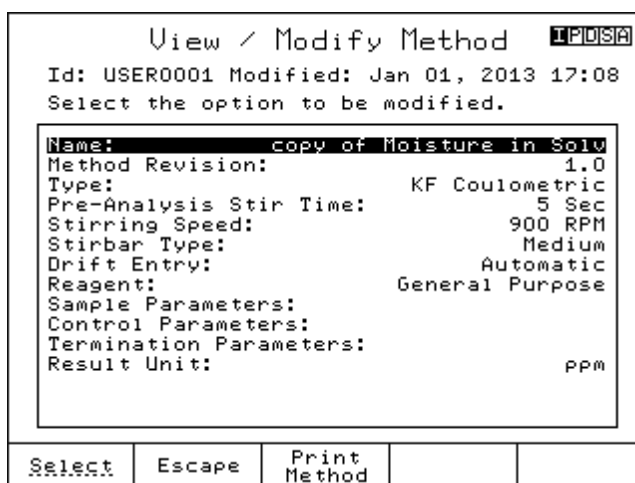 View / Modify Method IPDSA
Id: USER0001 Modified: Jan 01, 2013 17:08
Select the option to be modified.
Name: copy of Moisture in Solv
Method Revision: 1.0
Type: KF Coulometric
Pre-Analysis Stir Time: 5 Sec
Stirring Speed: 900 RPM
Stirbar Type: Medium
Drift Entry: Automatic
Reagent: General Purpose
Sample Parameters:
Control Parameters:
Termination Parameters:
Result Unit: ppm
Select Escape Print Method